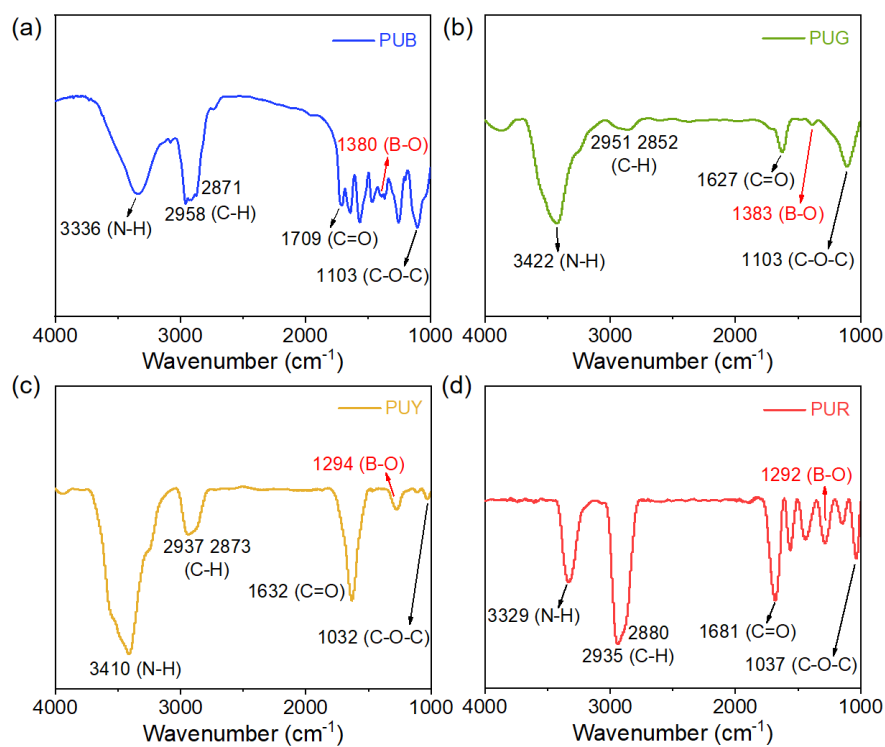 (a)
PUB
1380 (B-O)
2871
2958 (C-H)
3336 (N-H)
1709 (C=O)
1103 (C-O-C)
4000 3000 2000 1000
Wavenumber (cm⁻¹)
(b)
PUG
2951 2852
(C-H)
1627 (C=O)
1383 (B-O)
3422 (N-H)
1103 (C-O-C)
4000 3000 2000 1000
Wavenumber (cm⁻¹)
(c)
PUY
1294 (B-O)
2937 2873
(C-H)
1632 (C=O)
1032 (C-O-C)
3410 (N-H)
4000 3000 2000 1000
Wavenumber (cm⁻¹)
(d)
PUR
1292 (B-O)
3329 (N-H)
2880
2935 (C-H)
1681 (C=O)
1037 (C-O-C)
4000 3000 2000 1000
Wavenumber (cm⁻¹)